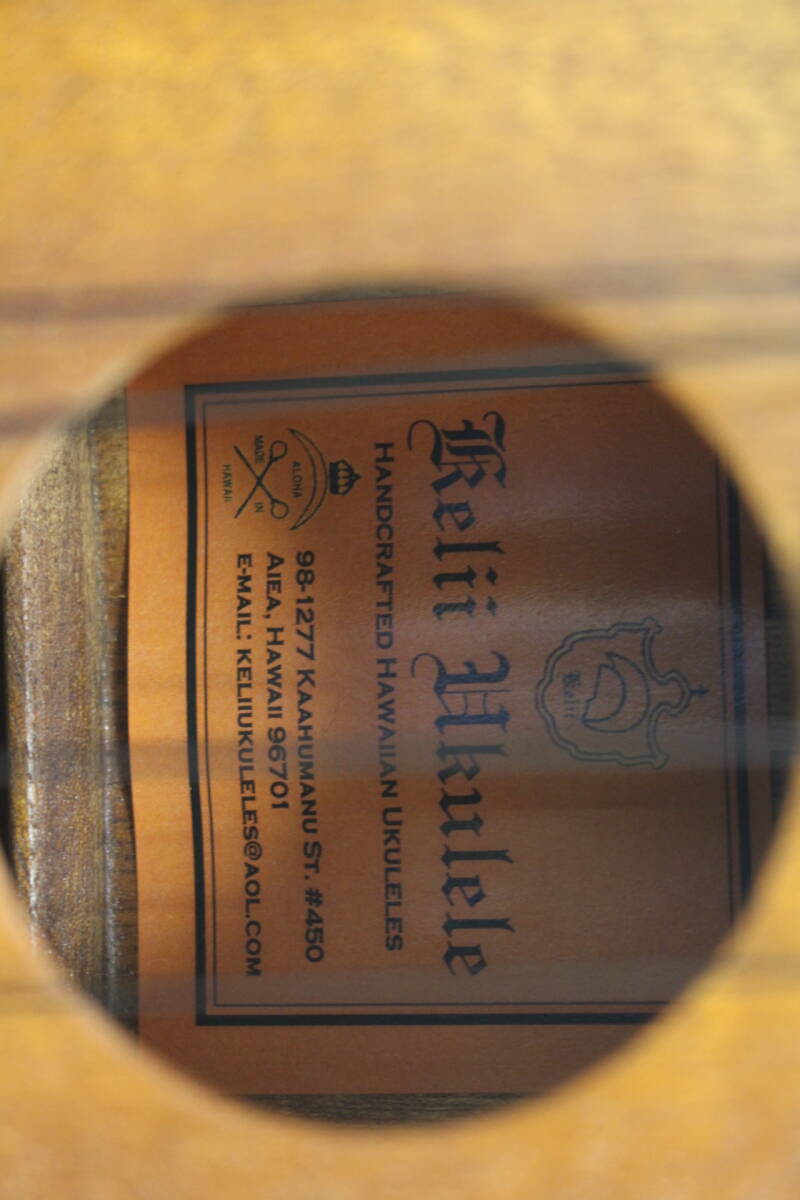 Kelii
Kelii Ukulele
Handcrafted Hawaiian Ukuleles
98-1277 Kaahumanu St. #450
Aiea, Hawaii 96701
e-mail: keliiukuleles@aol.com
ALOHA
MADE IN
HAWAII